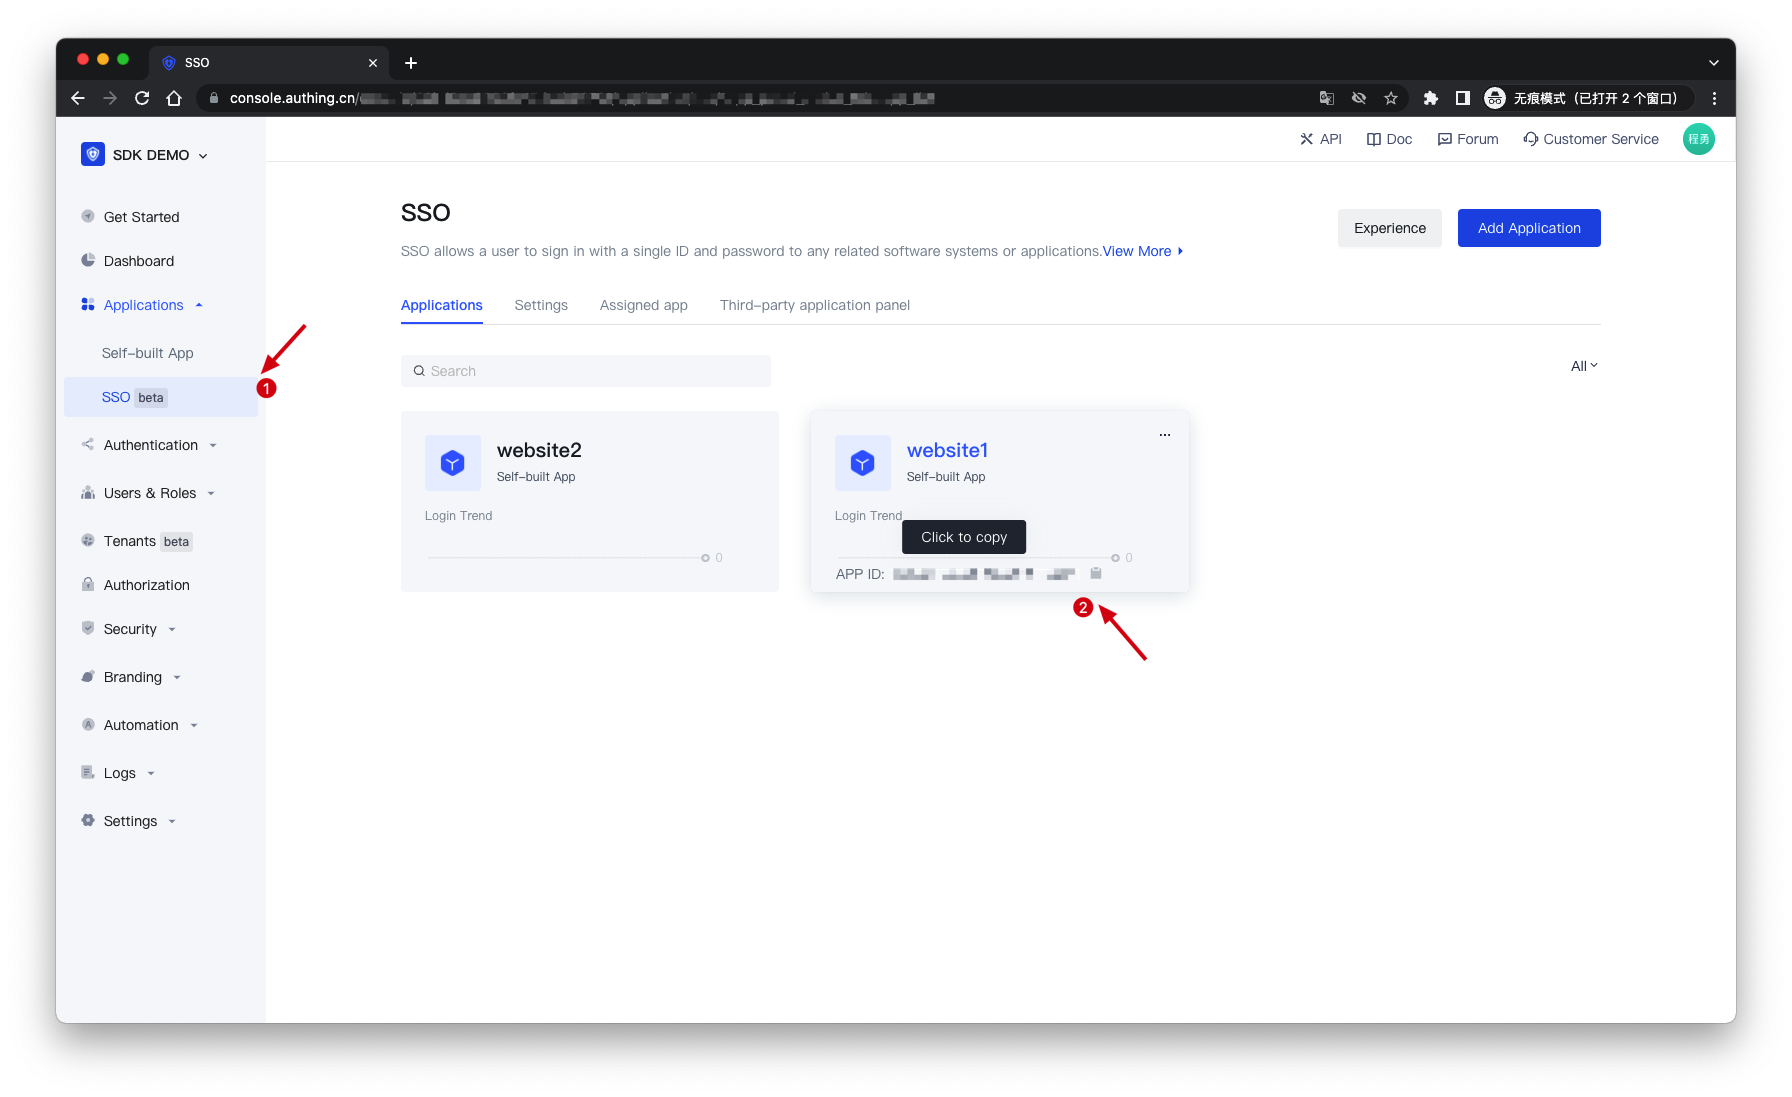 SSO
console.authing.cn/
无痕模式（已打开 2 个窗口）
SDK DEMO
API
Doc
Forum
Customer Service
程勇
Get Started
Dashboard
Applications
Self-built App
SSO beta
1
Authentication
Users & Roles
Tenants beta
Authorization
Security
Branding
Automation
Logs
Settings
SSO
SSO allows a user to sign in with a single ID and password to any related software systems or applications.View More
Experience
Add Application
Applications
Settings
Assigned app
Third-party application panel
Search
All
website2
Self-built App
Login Trend
0
website1
Self-built App
Login Trend
Click to copy
0
APP ID:
2